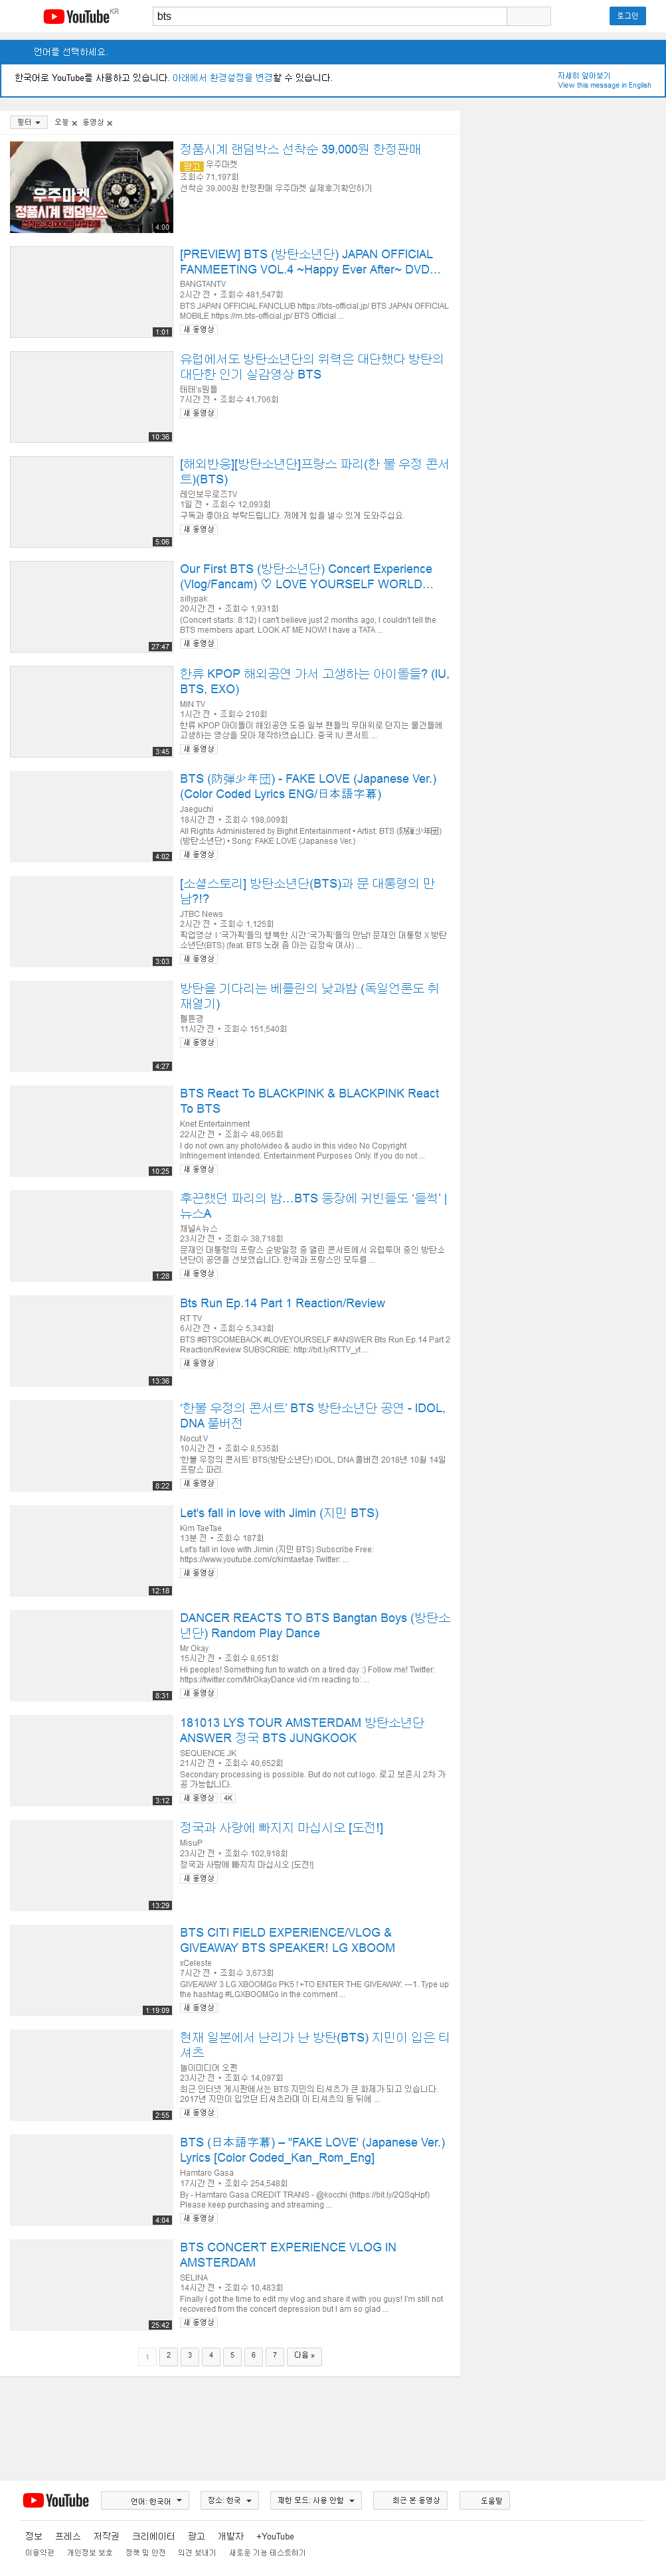 YouTube KR
bts
로그인
언어를 선택하세요.
한국어로 YouTube를 사용하고 있습니다. 아래에서 환경설정을 변경할 수 있습니다.
자세히 알아보기
View this message in English
필터
오늘 × 동영상 ×
우주마켓
정품시계 랜덤박스
선착순 39,000원 한정판매
4:00
정품시계 랜덤박스 선착순 39,000원 한정판매
광고 우주마켓
조회수 71,197회
선착순 39,000원 한정판매 우주마켓 실제후기확인하기
1:01
[PREVIEW] BTS (방탄소년단) JAPAN OFFICIAL
FANMEETING VOL.4 ~Happy Ever After~ DVD…
BANGTANTV
2시간 전 • 조회수 481,547회
BTS JAPAN OFFICIAL FANCLUB https://bts-official.jp/ BTS JAPAN OFFICIAL
MOBILE https://m.bts-official.jp/ BTS Official ...
새 동영상
10:36
유럽에서도 방탄소년단의 위력은 대단했다 방탄의
대단한 인기 실감영상 BTS
태태's뭔틀
7시간 전 • 조회수 41,706회
새 동영상
5:06
[해외반응][방탄소년단]프랑스 파리(한 불 우정 콘서
트)(BTS)
레인보우로즈TV
1일 전 • 조회수 12,093회
구독과 좋아요 부탁드립니다. 저에게 힘을 낼수 있게 도와주십요.
새 동영상
27:47
Our First BTS (방탄소년단) Concert Experience
(Vlog/Fancam) ♡ LOVE YOURSELF WORLD…
sillypak
20시간 전 • 조회수 1,931회
(Concert starts: 8:12) I can't believe just 2 months ago, I couldn't tell the
BTS members apart. LOOK AT ME NOW! I have a TATA ...
새 동영상
3:45
한류 KPOP 해외공연 가서 고생하는 아이돌들? (IU,
BTS, EXO)
MIN TV
1시간 전 • 조회수 210회
한류 KPOP 아이돌이 해외공연 도중 일부 팬들의 무대위로 던지는 물건들에
고생하는 영상을 모아 제작하였습니다. 중국 IU 콘서트 ...
새 동영상
4:02
BTS (防弾少年団) - FAKE LOVE (Japanese Ver.)
(Color Coded Lyrics ENG/日本語字幕)
Jaeguchi
18시간 전 • 조회수 198,009회
All Rights Administered by Bighit Entertainment • Artist: BTS (防弾少年団)
(방탄소년단) • Song: FAKE LOVE (Japanese Ver.)
새 동영상
3:03
[소셜스토리] 방탄소년단(BTS)과 문 대통령의 만
남?!?
JTBC News
2시간 전 • 조회수 1,125회
픽업영상 I '국가픽'들의 행복한 시간 '국가픽'들의 만남! 문재인 대통령 X 방탄
소년단(BTS) (feat. BTS 노래 좀 아는 김정숙 여사) ...
새 동영상
4:27
방탄을 기다리는 베를린의 낮과밤 (독일언론도 취
재열기)
켈튼경
11시간 전 • 조회수 151,540회
새 동영상
10:25
BTS React To BLACKPINK & BLACKPINK React
To BTS
Knet Entertainment
22시간 전 • 조회수 48,065회
I do not own any photo/video & audio in this video No Copyright
Infringement Intended. Entertainment Purposes Only. If you do not ...
새 동영상
1:28
후끈했던 파리의 밤…BTS 등장에 귀빈들도 ‘들썩’ |
뉴스A
채널A 뉴스
23시간 전 • 조회수 38,718회
문재인 대통령의 프랑스 순방일정 중 열린 콘서트에서 유럽투어 중인 방탄소
년단이 공연을 선보였습니다. 한국과 프랑스인 모두를 ...
새 동영상
13:36
Bts Run Ep.14 Part 1 Reaction/Review
RT TV
6시간 전 • 조회수 5,343회
BTS #BTSCOMEBACK #LOVEYOURSELF #ANSWER Bts Run Ep.14 Part 2
Reaction/Review SUBSCRIBE: http://bit.ly/RTTV_yt ...
새 동영상
8:22
'한불 우정의 콘서트' BTS 방탄소년단 공연 - IDOL,
DNA 풀버전
Nocut V
10시간 전 • 조회수 8,535회
'한불 우정의 콘서트' BTS(방탄소년단) IDOL, DNA 풀버전 2018년 10월 14일
프랑스 파리.
새 동영상
12:18
Let's fall in love with Jimin (지민 BTS)
Kim TaeTae
13분 전 • 조회수 187회
Let's fall in love with Jimin (지민 BTS) Subscribe Free:
https://www.youtube.com/c/kimtaetae Twitter: ...
새 동영상
8:31
DANCER REACTS TO BTS Bangtan Boys (방탄소
년단) Random Play Dance
Mr Okay
15시간 전 • 조회수 8,651회
Hi peoples! Something fun to watch on a tired day :) Follow me! Twitter:
https://twitter.com/MrOkayDance vid i'm reacting to: ...
새 동영상
3:12
181013 LYS TOUR AMSTERDAM 방탄소년단
ANSWER 정국 BTS JUNGKOOK
SEQUENCE JK
21시간 전 • 조회수 40,652회
Secondary processing is possible. But do not cut logo. 로고 보존시 2차 가
공 가능합니다.
새 동영상 4K
13:29
정국과 사랑에 빠지지 마십시오 [도전!]
MisuP
23시간 전 • 조회수 102,918회
정국과 사랑에 빠지지 마십시오 [도전!]
새 동영상
1:19:09
BTS CITI FIELD EXPERIENCE/VLOG &
GIVEAWAY BTS SPEAKER! LG XBOOM
xCeleste
7시간 전 • 조회수 3,673회
GIVEAWAY 3 LG XBOOMGo PK5 ! +TO ENTER THE GIVEAWAY: ---1. Type up
the hashtag #LGXBOOMGo in the comment ...
새 동영상
2:55
현재 일본에서 난리가 난 방탄(BTS) 지민이 입은 티
셔츠
놀이미디어 오펀
23시간 전 • 조회수 14,097회
최근 인터넷 게시판에서는 BTS 지민의 티셔츠가 큰 화제가 되고 있습니다.
2017년 지민이 입었던 티셔츠라며 이 티셔츠의 등 뒤에 ...
새 동영상
4:04
BTS (日本語字幕) – "FAKE LOVE' (Japanese Ver.)
Lyrics [Color Coded_Kan_Rom_Eng]
Hamtaro Gasa
17시간 전 • 조회수 254,548회
By - Hamtaro Gasa CREDIT TRANS - @kocchi (https://bit.ly/2QSqHpf)
Please keep purchasing and streaming ...
새 동영상
25:42
BTS CONCERT EXPERIENCE VLOG IN
AMSTERDAM
SELINA
14시간 전 • 조회수 10,483회
Finally I got the time to edit my vlog and share it with you guys! I'm still not
recovered from the concert depression but I am so glad ...
새 동영상
1 2 3 4 5 6 7 다음 »
YouTube 언어: 한국어 장소: 한국 제한 모드: 사용 안함 최근 본 동영상 도움말
정보 프레스 저작권 크리에이터 광고 개발자 +YouTube
이용약관 개인정보 보호 정책 및 안전 의견 보내기 새로운 기능 테스트하기